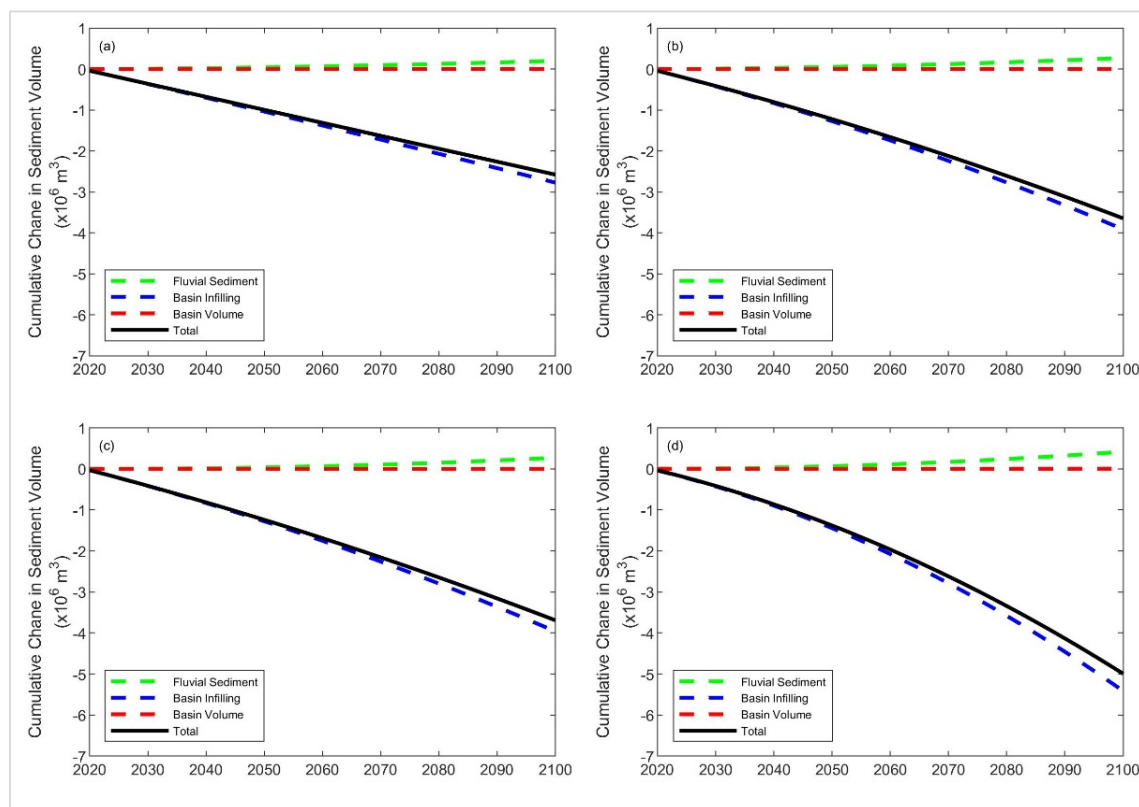 (a)
Cumulative Chane in Sediment Volume
(x10⁶ m³)
1
0
-1
-2
-3
-4
-5
-6
-7
Fluvial Sediment
Basin Infilling
Basin Volume
Total
2020 2030 2040 2050 2060 2070 2080 2090 2100
(b)
Cumulative Chane in Sediment Volume
(x10⁶ m³)
1
0
-1
-2
-3
-4
-5
-6
-7
Fluvial Sediment
Basin Infilling
Basin Volume
Total
2020 2030 2040 2050 2060 2070 2080 2090 2100
(c)
Cumulative Chane in Sediment Volume
(x10⁶ m³)
1
0
-1
-2
-3
-4
-5
-6
-7
Fluvial Sediment
Basin Infilling
Basin Volume
Total
2020 2030 2040 2050 2060 2070 2080 2090 2100
(d)
Cumulative Chane in Sediment Volume
(x10⁶ m³)
1
0
-1
-2
-3
-4
-5
-6
-7
Fluvial Sediment
Basin Infilling
Basin Volume
Total
2020 2030 2040 2050 2060 2070 2080 2090 2100